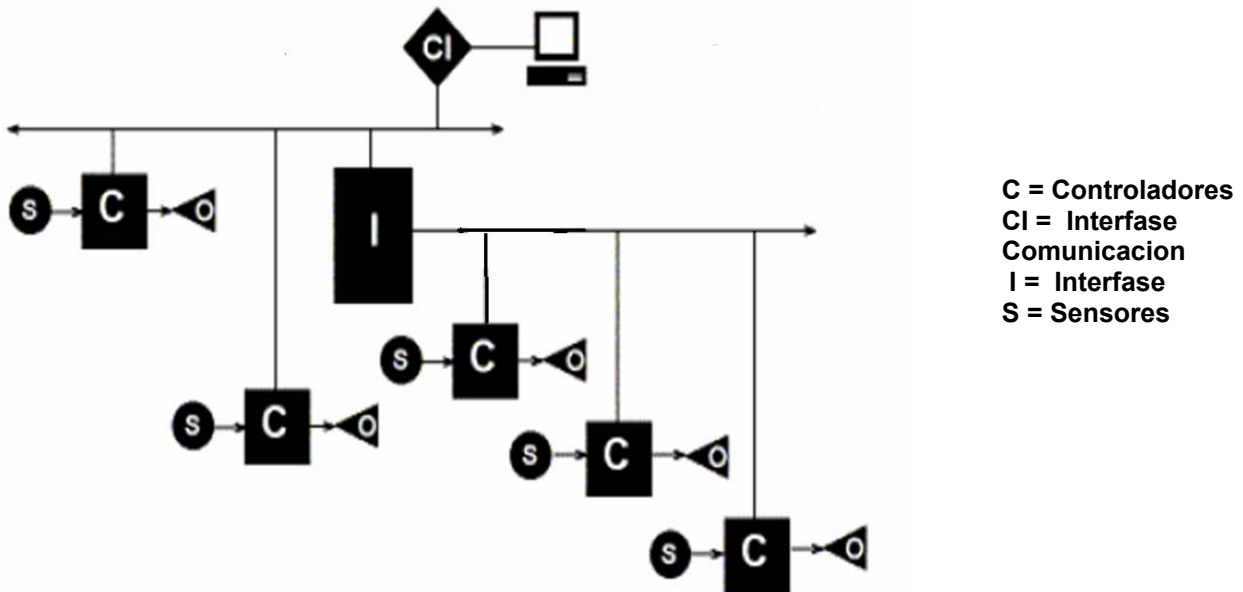 CI
S C O
I
S C O
S C O
S C O
S C O
C = Controladores
CI = Interfase
Comunicacion
I = Interfase
S = Sensores